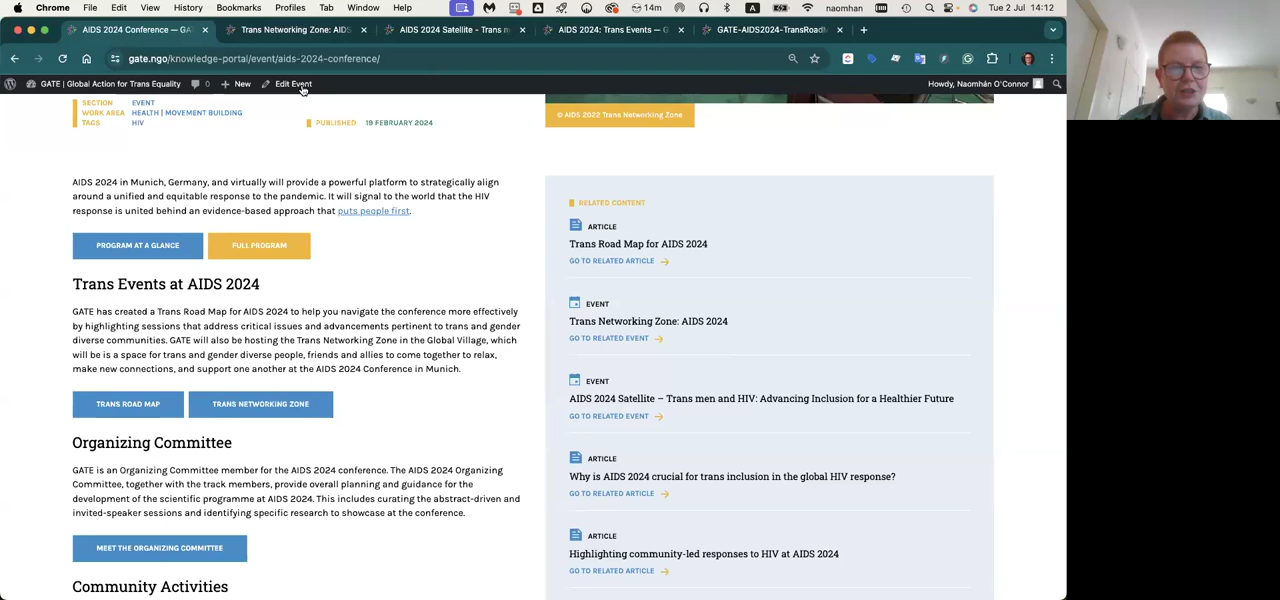 Chrome File Edit View History Bookmarks Profiles Tab Window Help 14m A naomhan Tue 2 Jul 14:12
AIDS 2024 Conference — GA Trans Networking Zone: AIDS AIDS 2024 Satellite - Trans m AIDS 2024: Trans Events — G GATE-AIDS2024-TransRoadM
gate.ngo/knowledge-portal/event/aids-2024-conference/
GATE | Global Action for Trans Equality 0 New Edit Event Howdy, Naomhán O'Connor
SECTION EVENT
WORK AREA HEALTH | MOVEMENT BUILDING
TAGS HIV
PUBLISHED 19 FEBRUARY 2024
© AIDS 2022 Trans Networking Zone
AIDS 2024 in Munich, Germany, and virtually will provide a powerful platform to strategically align
around a unified and equitable response to the pandemic. It will signal to the world that the HIV
response is united behind an evidence-based approach that puts people first.
PROGRAM AT A GLANCE FULL PROGRAM
Trans Events at AIDS 2024
GATE has created a Trans Road Map for AIDS 2024 to help you navigate the conference more effectively
by highlighting sessions that address critical issues and advancements pertinent to trans and gender
diverse communities. GATE will also be hosting the Trans Networking Zone in the Global Village, which
will be is a space for trans and gender diverse people, friends and allies to come together to relax,
make new connections, and support one another at the AIDS 2024 Conference in Munich.
TRANS ROAD MAP TRANS NETWORKING ZONE
Organizing Committee
GATE is an Organizing Committee member for the AIDS 2024 conference. The AIDS 2024 Organizing
Committee, together with the track members, provide overall planning and guidance for the
development of the scientific programme at AIDS 2024. This includes curating the abstract-driven and
invited-speaker sessions and identifying specific research to showcase at the conference.
MEET THE ORGANIZING COMMITTEE
Community Activities
RELATED CONTENT
ARTICLE
Trans Road Map for AIDS 2024
GO TO RELATED ARTICLE
EVENT
Trans Networking Zone: AIDS 2024
GO TO RELATED EVENT
EVENT
AIDS 2024 Satellite – Trans men and HIV: Advancing Inclusion for a Healthier Future
GO TO RELATED EVENT
ARTICLE
Why is AIDS 2024 crucial for trans inclusion in the global HIV response?
GO TO RELATED ARTICLE
ARTICLE
Highlighting community-led responses to HIV at AIDS 2024
GO TO RELATED ARTICLE